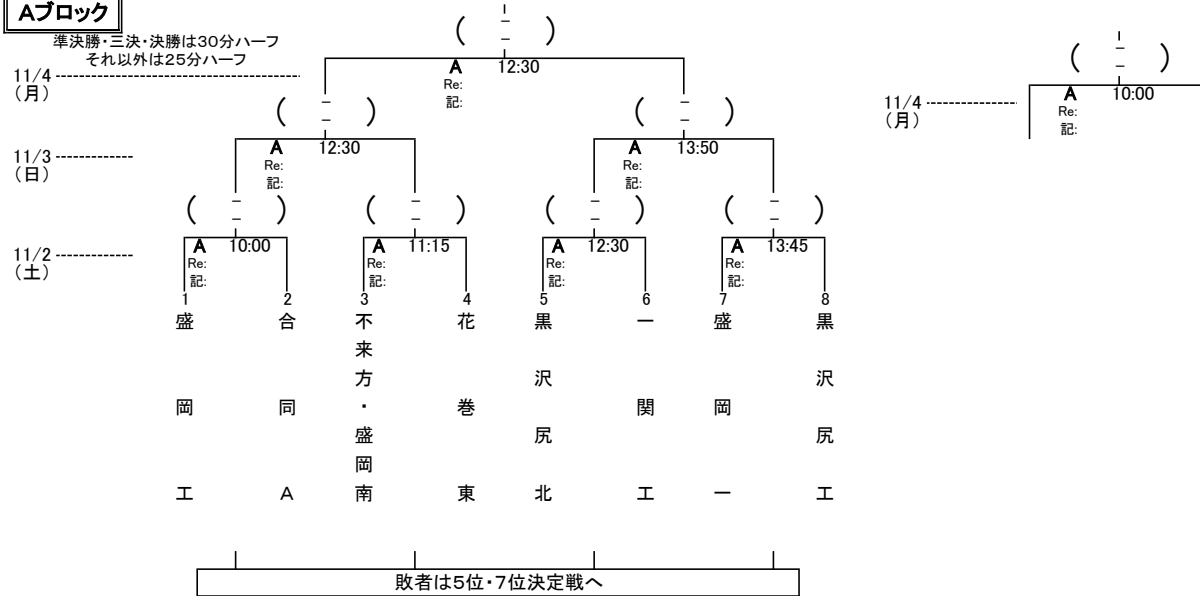 Aブロック
準決勝・三決・決勝は30分ハーフ
それ以外は25分ハーフ
11/4
(月)
( - - - )
A 12:30
Re:
記:
11/4
(月)
( - - - )
A 10:00
Re:
記:
11/3
(日)
( - - )
A 12:30
Re:
記:
( - - )
A 13:50
Re:
記:
11/2
(土)
( - - )
A 10:00
Re:
記:
( - - )
A 11:15
Re:
記:
( - - )
A 12:30
Re:
記:
( - - )
A 13:45
Re:
記:
1
盛岡工
2
合同A
3
不来方・盛岡南
4
花巻東
5
黒沢尻北
6
一関工
7
盛岡一
8
黒沢尻工
敗者は5位・7位決定戦へ